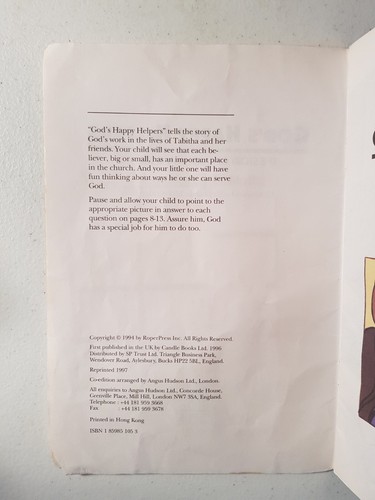 "God's Happy Helpers" tells the story of
God's work in the lives of Tabitha and her
friends. Your child will see that each be-
liever, big or small, has an important place
in the church. And your little one will have
fun thinking about ways he or she can serve
God.
Pause and allow your child to point to the
appropriate picture in answer to each
question on pages 8-13. Assure him, God
has a special job for him to do too.
Copyright © 1994 by RoperPress Inc. All Rights Reserved.
First published in the UK by Candle Books Ltd. 1996
Distributed by SP Trust Ltd. Triangle Business Park,
Wendover Road, Aylesbury, Bucks HP22 5BL, England.
Reprinted 1997
Co-edition arranged by Angus Hudson Ltd., London.
All enquiries to Angus Hudson Ltd., Concorde House,
Grenville Place, Mill Hill, London NW7 3SA, England.
Telephone : +44 181 959 3668
Fax : +44 181 959 3678
Printed in Hong Kong
ISBN 1 85985 105 3